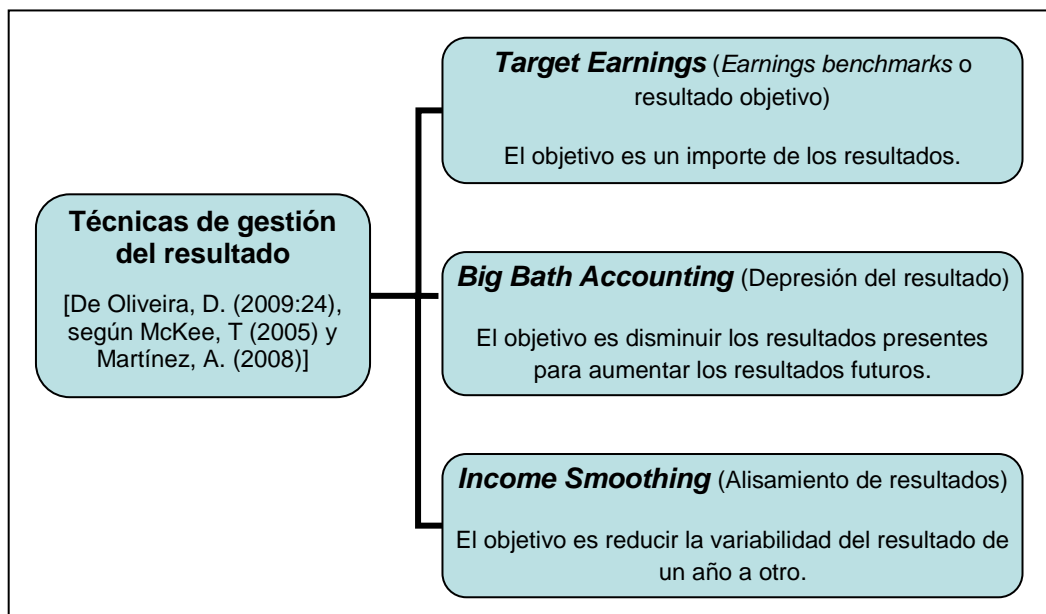 Técnicas de gestión
del resultado
[De Oliveira, D. (2009:24),
según McKee, T (2005) y
Martínez, A. (2008)]
Target Earnings (Earnings benchmarks o
resultado objetivo)
El objetivo es un importe de los resultados.
Big Bath Accounting (Depresión del resultado)
El objetivo es disminuir los resultados presentes
para aumentar los resultados futuros.
Income Smoothing (Alisamiento de resultados)
El objetivo es reducir la variabilidad del resultado de
un año a otro.